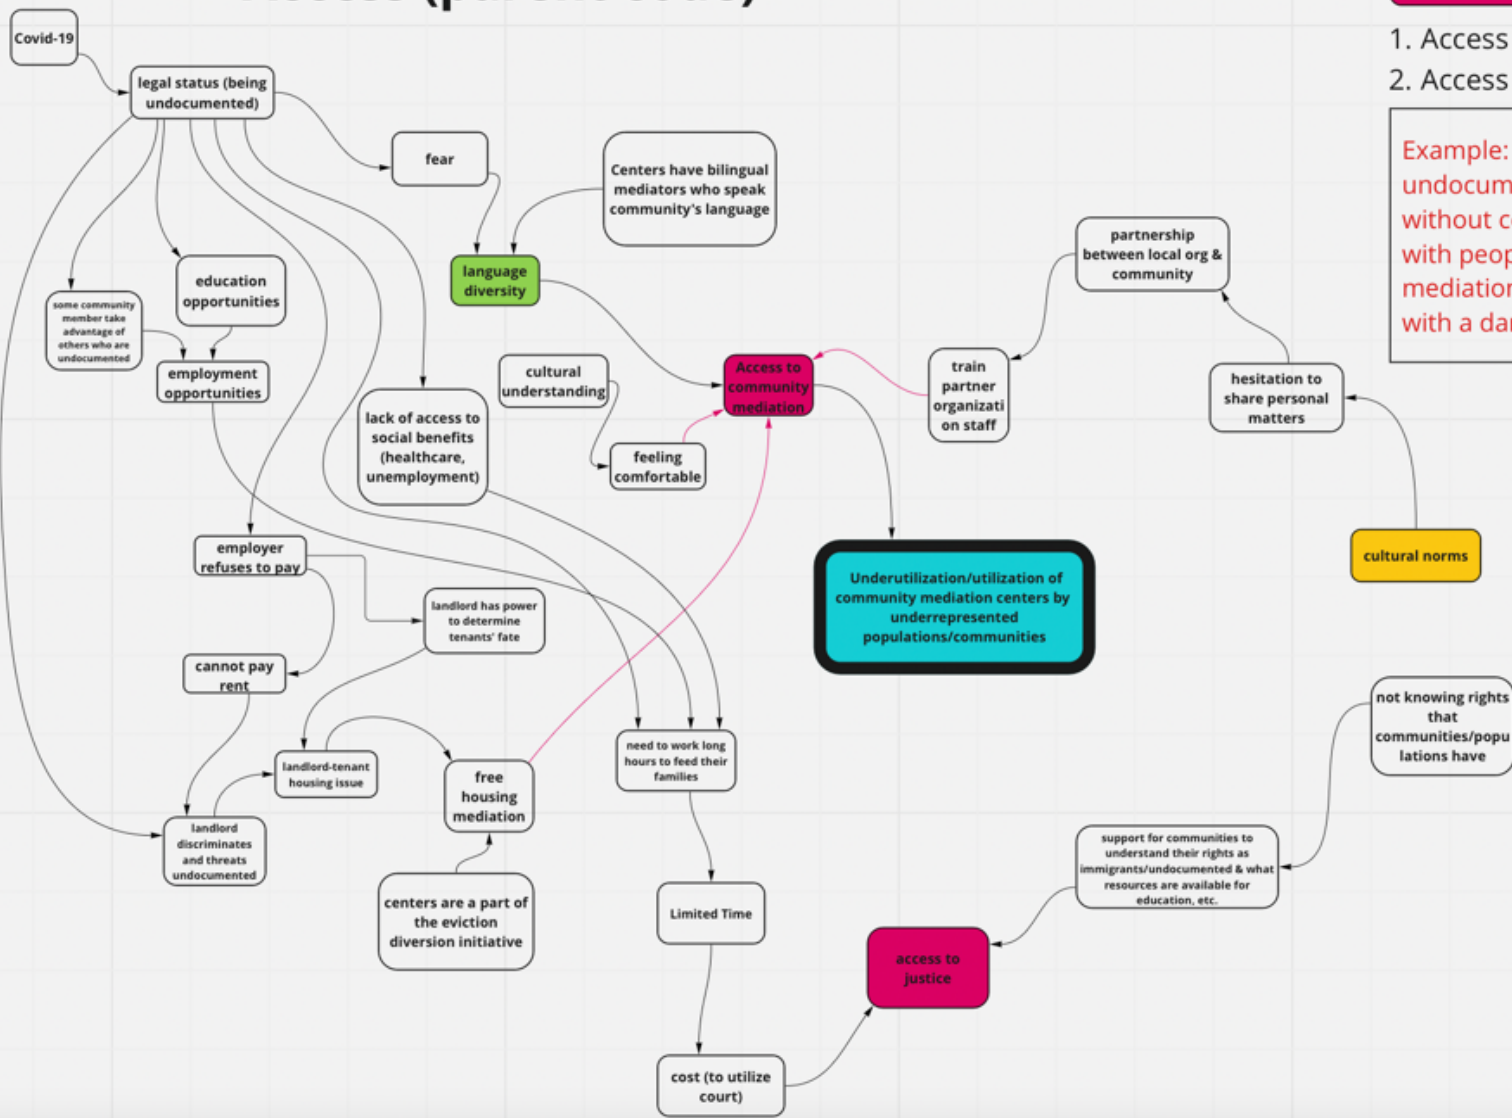 Access (parent code)
Covid-19
legal status (being
undocumented)
fear
Centers have bilingual
mediators who speak
community's language
language
diversity
education
opportunities
some community
member take
advantage of
others who are
undocumented
employment
opportunities
cultural
understanding
lack of access to
social benefits
(healthcare,
unemployment)
feeling
comfortable
Access to
community
mediation
train
partner
organizati
on staff
partnership
between local org &
community
hesitation to
share personal
matters
cultural norms
1. Access
2. Access
Example:
undocum
without c
with peop
mediation
with a da
employer
refuses to pay
landlord has power
to determine
tenants' fate
cannot pay
rent
Underutilization/utilization of
community mediation centers by
underrepresented
populations/communities
landlord-tenant
housing issue
free
housing
mediation
need to work long
hours to feed their
families
landlord
discriminates
and threats
undocumented
centers are a part of
the eviction
diversion initiative
Limited Time
cost (to utilize
court)
access to
justice
support for communities to
understand their rights as
immigrants/undocumented & what
resources are available for
education, etc.
not knowing rights
that
communities/popu
lations have